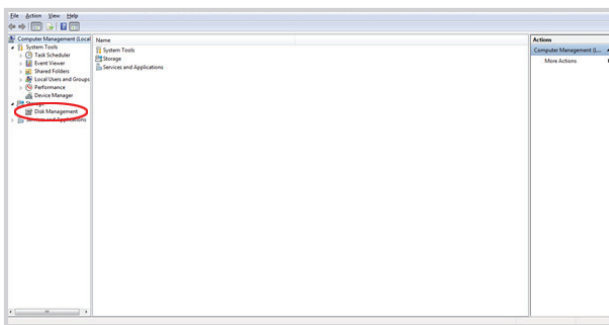 File Action View Help
Computer Management (Local
System Tools
Task Scheduler
Event Viewer
Shared Folders
Local Users and Groups
Performance
Device Manager
Storage
Disk Management
Services and Applications
Name
System Tools
Storage
Services and Applications
Actions
Computer Management (L...
More Actions